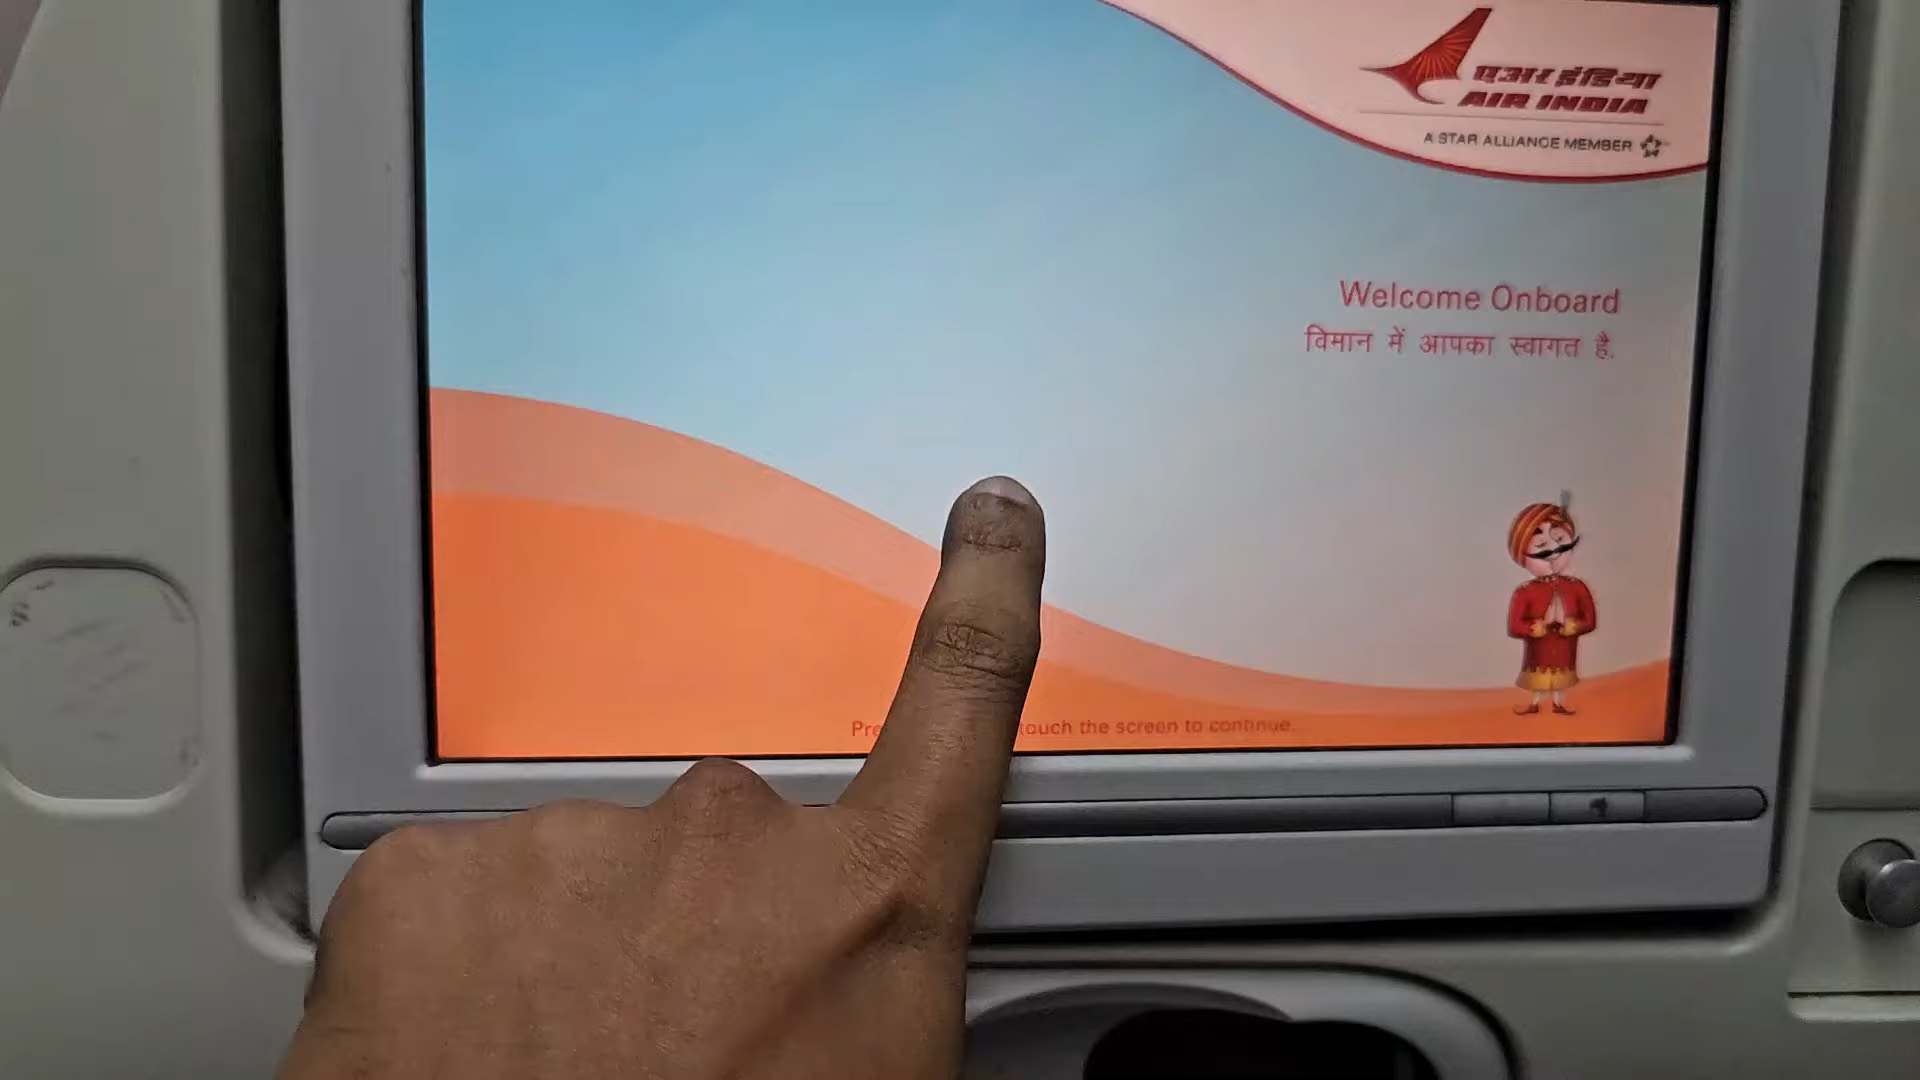 एअर इंडिया
AIR INDIA
A STAR ALLIANCE MEMBER
Welcome Onboard
विमान में आपका स्वागत है.
touch the screen to continue.